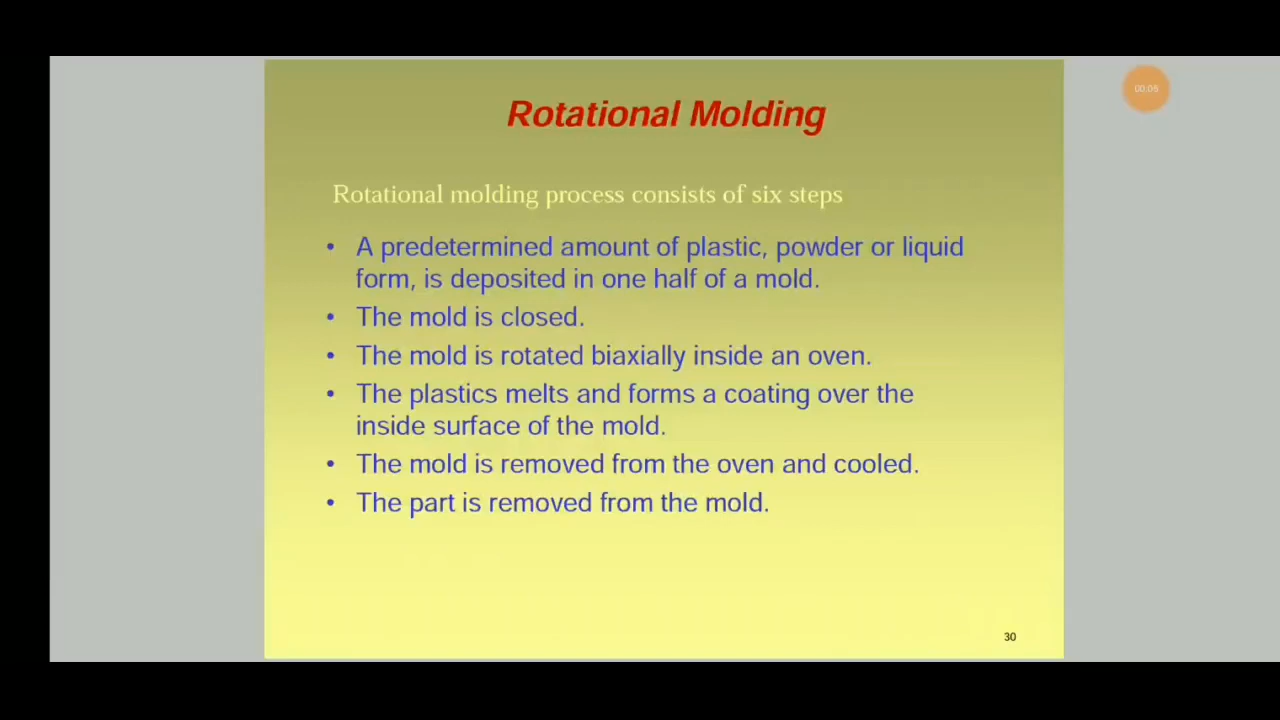 00:06
Rotational Molding
Rotational molding process consists of six steps
• A predetermined amount of plastic, powder or liquid
form, is deposited in one half of a mold.
• The mold is closed.
• The mold is rotated biaxially inside an oven.
• The plastics melts and forms a coating over the
inside surface of the mold.
• The mold is removed from the oven and cooled.
• The part is removed from the mold.
30